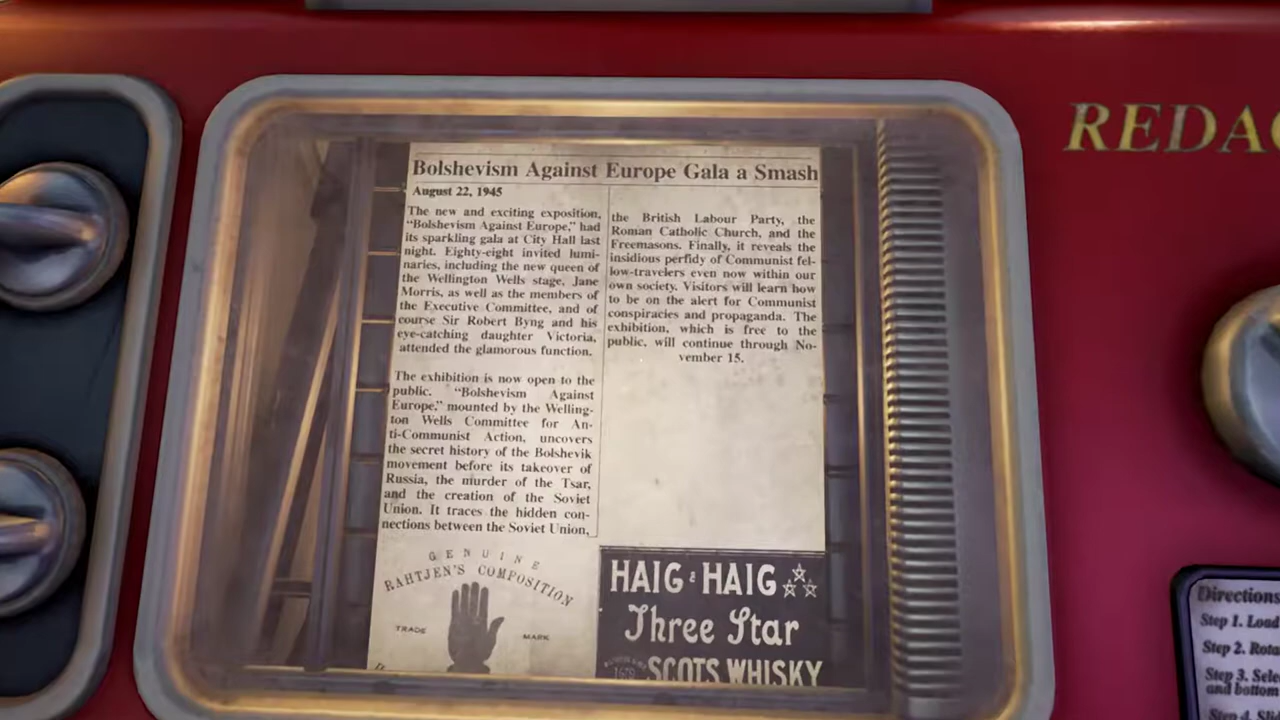 REDAC
Bolshevism Against Europe Gala a Smash
August 22, 1945
The new and exciting exposition,
“Bolshevism Against Europe,” had
its sparkling gala at City Hall last
night. Eighty-eight invited lumi-
naries, including the new queen of
the Wellington Wells stage, Jane
Morris, as well as the members of
the Executive Committee, and of
course Sir Robert Byng and his
eye-catching daughter Victoria,
attended the glamorous function.
The exhibition is now open to the
public. “Bolshevism Against
Europe,” mounted by the Welling-
ton Wells Committee for An-
ti-Communist Action, uncovers
the secret history of the Bolshevik
movement before its takeover of
Russia, the murder of the Tsar,
and the creation of the Soviet
Union. It traces the hidden con-
nections between the Soviet Union,
the British Labour Party, the
Roman Catholic Church, and the
Freemasons. Finally, it reveals the
insidious perfidy of Communist fel-
low-travelers even now within our
own society. Visitors will learn how
to be on the alert for Communist
conspiracies and propaganda. The
exhibition, which is free to the
public, will continue through No-
vember 15.
GENUINE
RAHTJEN'S COMPOSITION
TRADE MARK
HAIG & HAIG
Three Star
SCOTS WHISKY
Directions
Step 1. Load
Step 2. Rota
Step 3. Sele
and bottom
Step 4. Sli